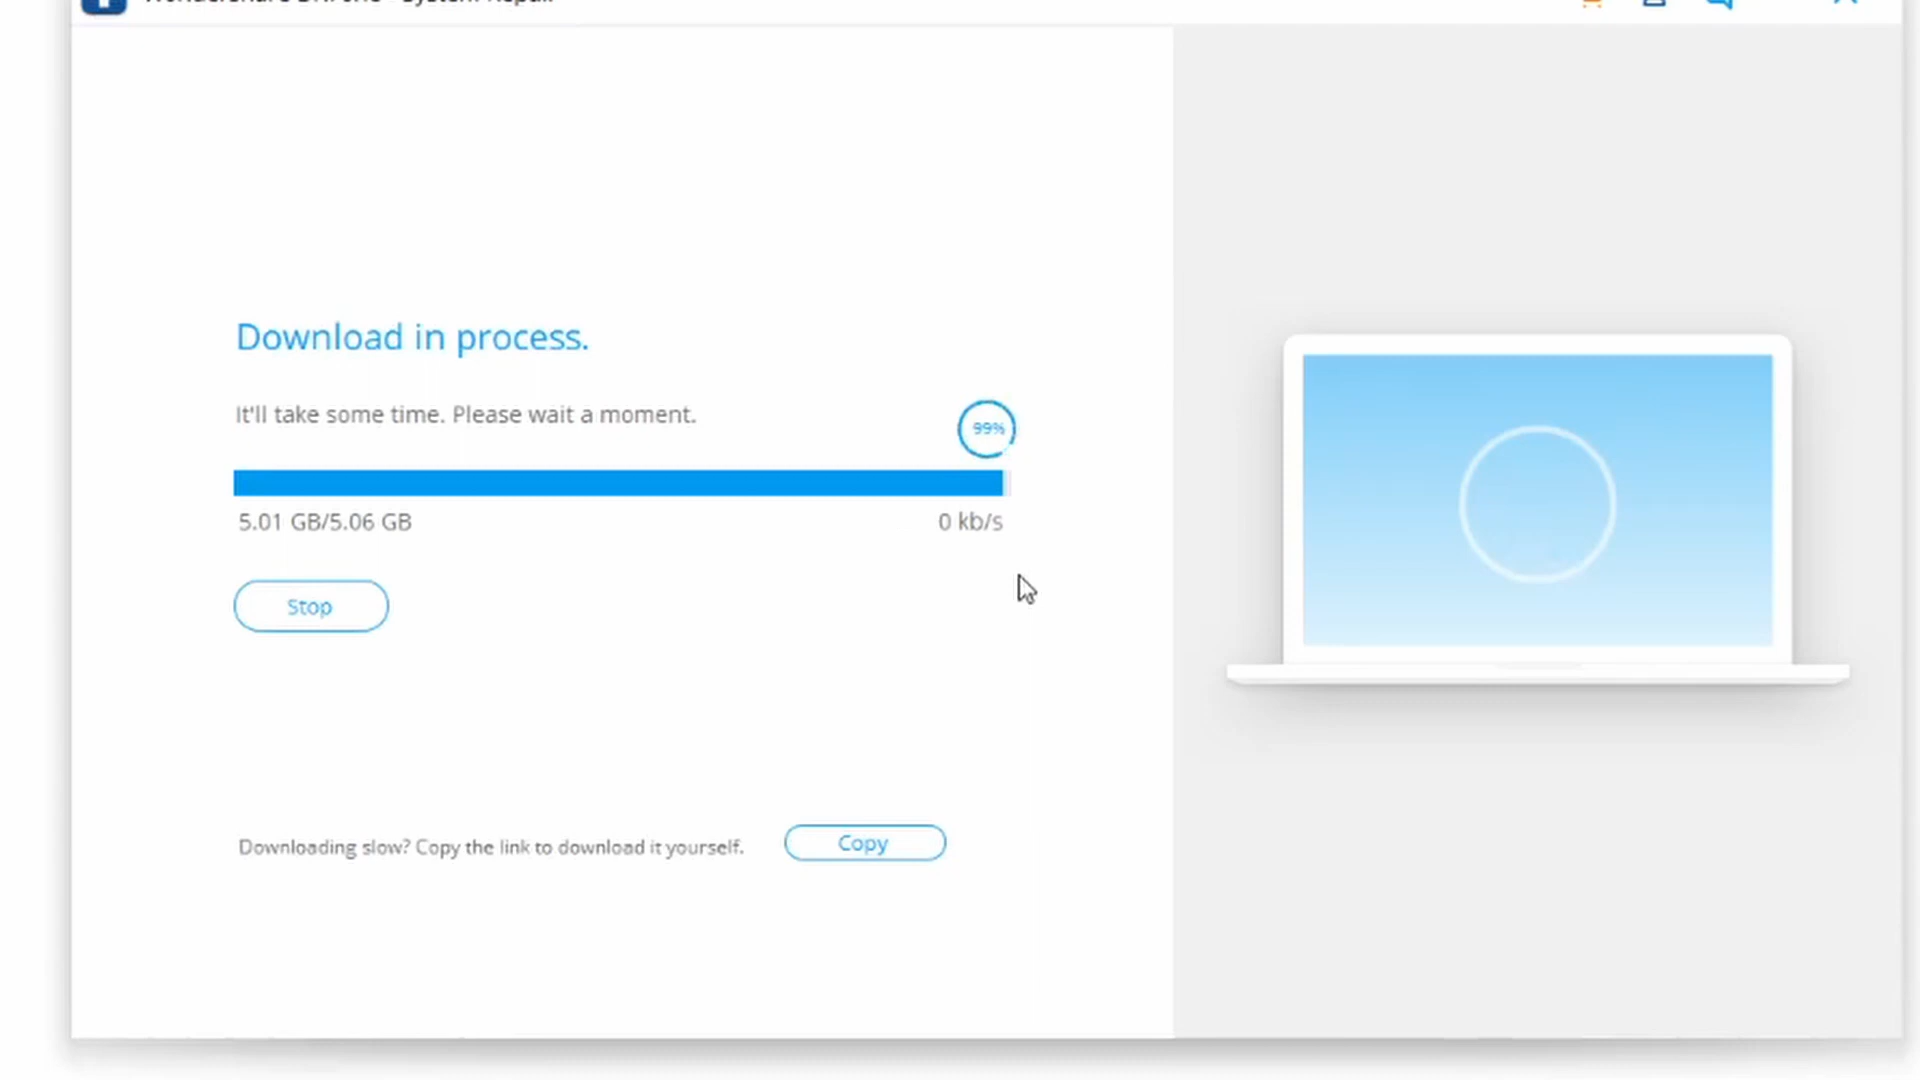 Download in process.
It'll take some time. Please wait a moment.
99%
5.01 GB/5.06 GB
0 kb/s
Stop
Downloading slow? Copy the link to download it yourself.
Copy